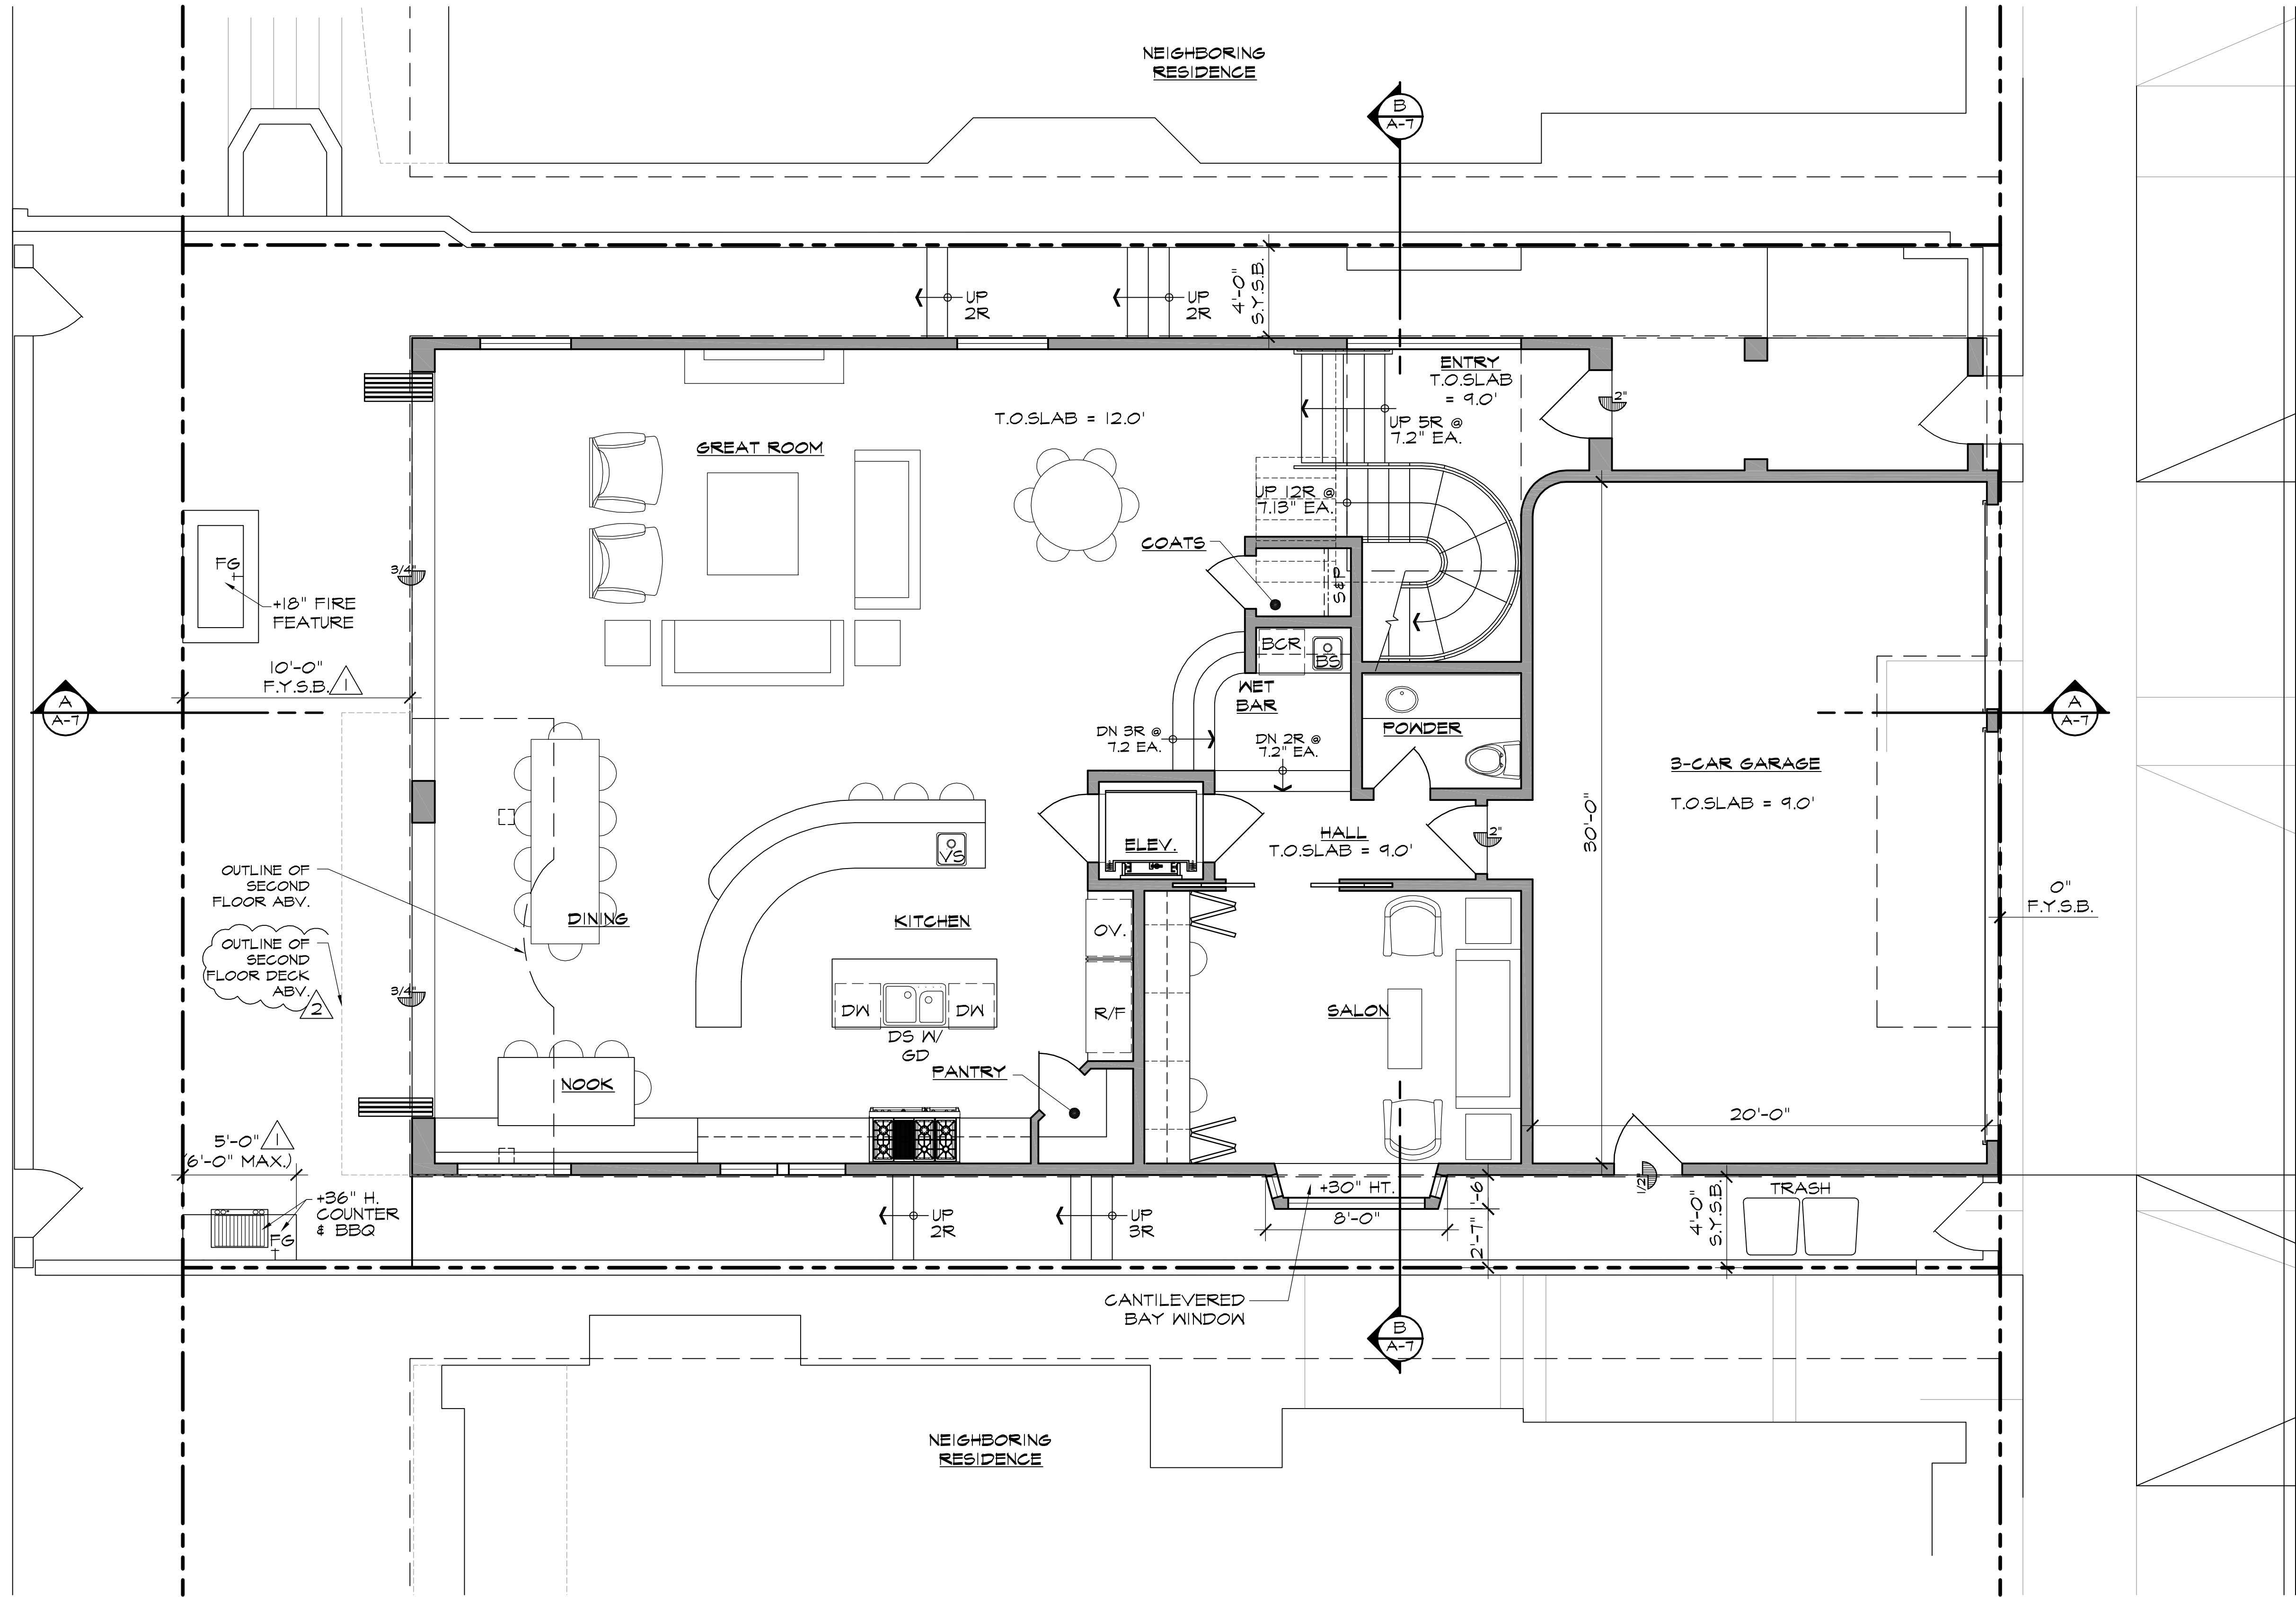 NEIGHBORING
RESIDENCE
B
A-7
UP
2R
UP
2R
4'-0"
S.Y.S.B.
ENTRY
T.O.SLAB
= 9.0'
2"
T.O.SLAB = 12.0'
UP 5R @
7.2" EA.
GREAT ROOM
UP 12R @
7.13" EA.
COATS
S&P
FG
3/4"
+18" FIRE
FEATURE
BCR
BS
10'-0"
F.Y.S.B.
1
A
A-7
WET
BAR
A
A-7
DN 3R @
7.2 EA.
DN 2R @
7.2" EA.
POWDER
3-CAR GARAGE
T.O.SLAB = 9.0'
30'-0"
VS
ELEV.
HALL
T.O.SLAB = 9.0'
2"
OUTLINE OF
SECOND
FLOOR ABV.
0"
F.Y.S.B.
DINING
KITCHEN
OV.
OUTLINE OF
SECOND
FLOOR DECK
ABV.
2
3/4"
DW
DW
R/F
SALON
DS W/
GD
PANTRY
NOOK
20'-0"
5'-0"
1
(6'-0" MAX.)
+36" H.
COUNTER
& BBQ
FG
UP
2R
UP
3R
+30" HT.
8'-0"
1'-6
2'-7"
1/2"
4'-0"
S.Y.S.B.
TRASH
CANTILEVERED
BAY WINDOW
B
A-7
NEIGHBORING
RESIDENCE